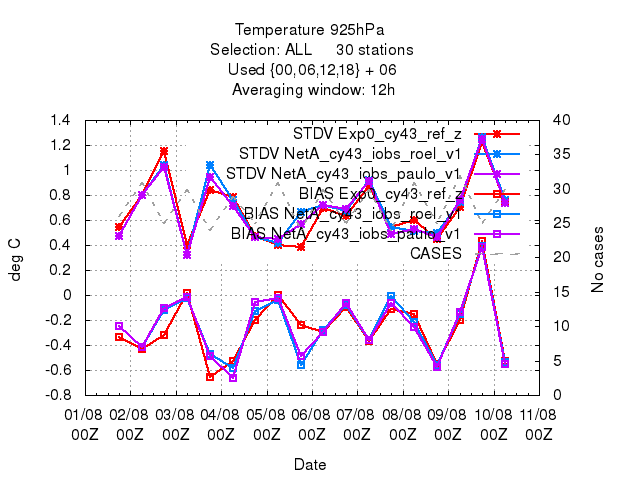 Temperature 925hPa
Selection: ALL 30 stations
Used {00,06,12,18} + 06
Averaging window: 12h
STDV Exp0_cy43_ref_z
STDV NetA_cy43_iobs_roel_v1
STDV NetA_cy43_iobs_paulo_v1
BIAS Exp0_cy43_ref_z
BIAS NetA_cy43_iobs_roel_v1
BIAS NetA_cy43_iobs_paulo_v1
CASES
1.4
1.2
1
0.8
0.6
0.4
0.2
0
-0.2
-0.4
-0.6
-0.8
deg C
40
35
30
25
20
15
10
5
0
No cases
01/08 02/08 03/08 04/08 05/08 06/08 07/08 08/08 09/08 10/08 11/08
00Z 00Z 00Z 00Z 00Z 00Z 00Z 00Z 00Z 00Z 00Z
Date